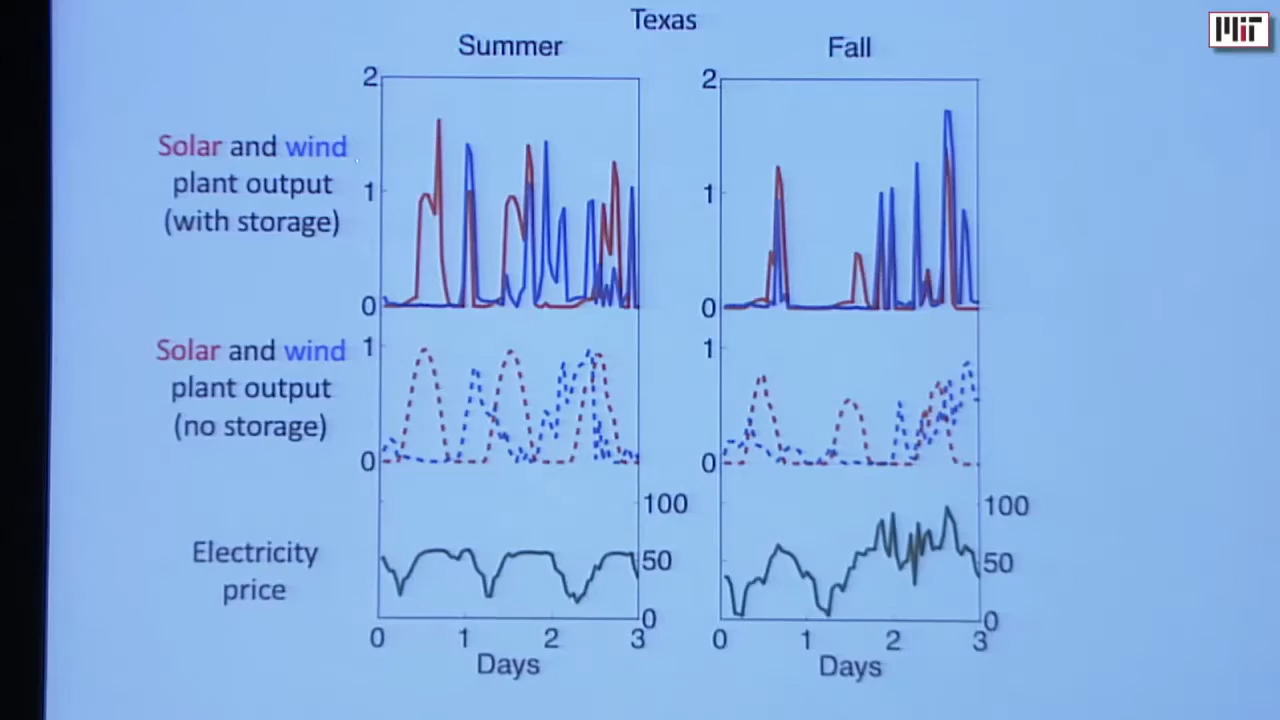 Texas
MIT
Summer
Fall
2
1
0
2
1
0
Solar and wind
plant output
(with storage)
Solar and wind
plant output
(no storage)
1
0
1
0
Electricity
price
100
50
0
100
50
0
0 1 2 3
0 1 2 3
Days
Days